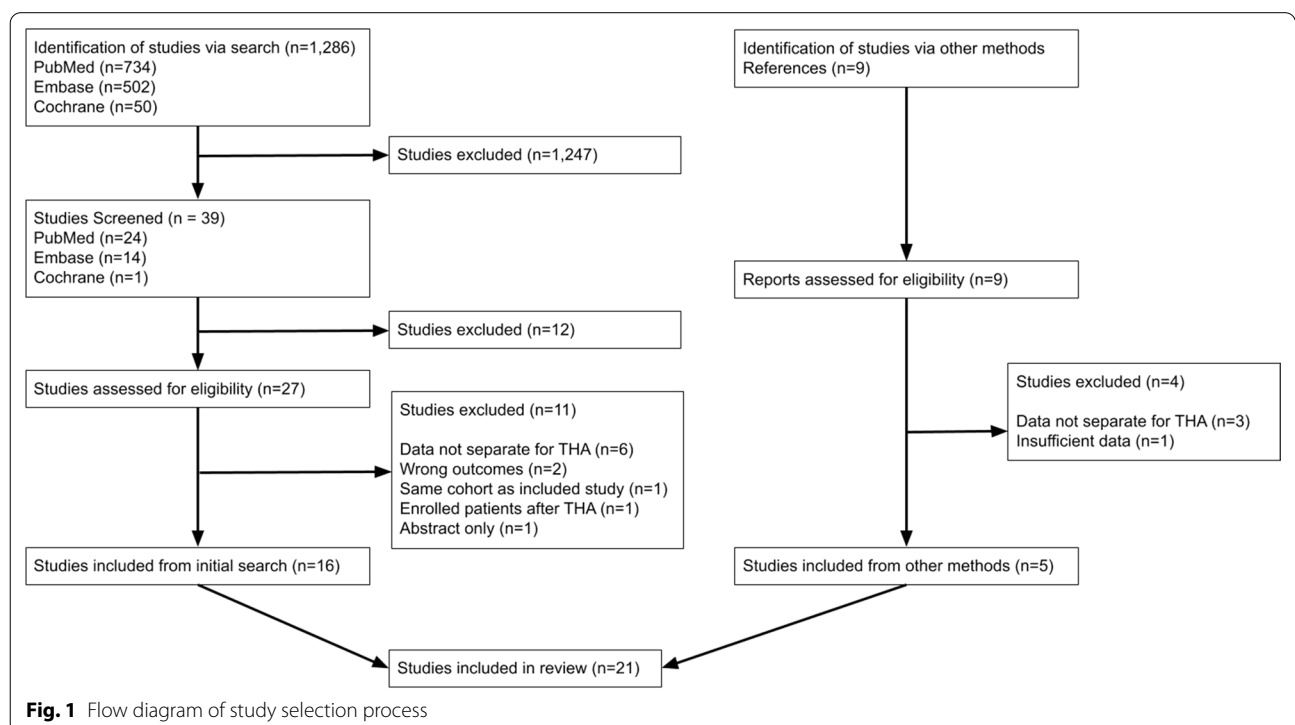 Identification of studies via search (n=1,286)
PubMed (n=734)
Embase (n=502)
Cochrane (n=50)
Studies excluded (n=1,247)
Studies Screened (n = 39)
PubMed (n=24)
Embase (n=14)
Cochrane (n=1)
Studies excluded (n=12)
Studies assessed for eligibility (n=27)
Studies excluded (n=11)
Data not separate for THA (n=6)
Wrong outcomes (n=2)
Same cohort as included study (n=1)
Enrolled patients after THA (n=1)
Abstract only (n=1)
Studies included from initial search (n=16)
Identification of studies via other methods
References (n=9)
Reports assessed for eligibility (n=9)
Studies excluded (n=4)
Data not separate for THA (n=3)
Insufficient data (n=1)
Studies included from other methods (n=5)
Studies included in review (n=21)
Fig. 1 Flow diagram of study selection process